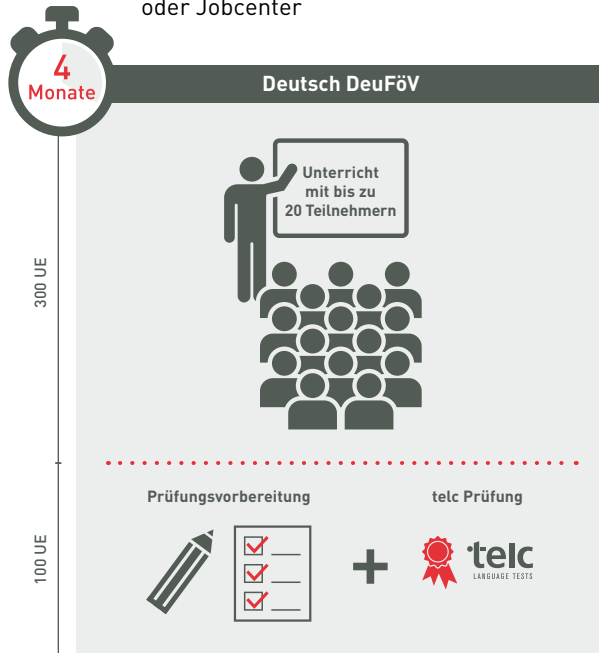 oder Jobcenter
4
Monate
Deutsch DeuFöV
Unterricht
mit bis zu
20 Teilnehmern
300 UE
Prüfungsvorbereitung
telc Prüfung
100 UE
telc
LANGUAGE TESTS